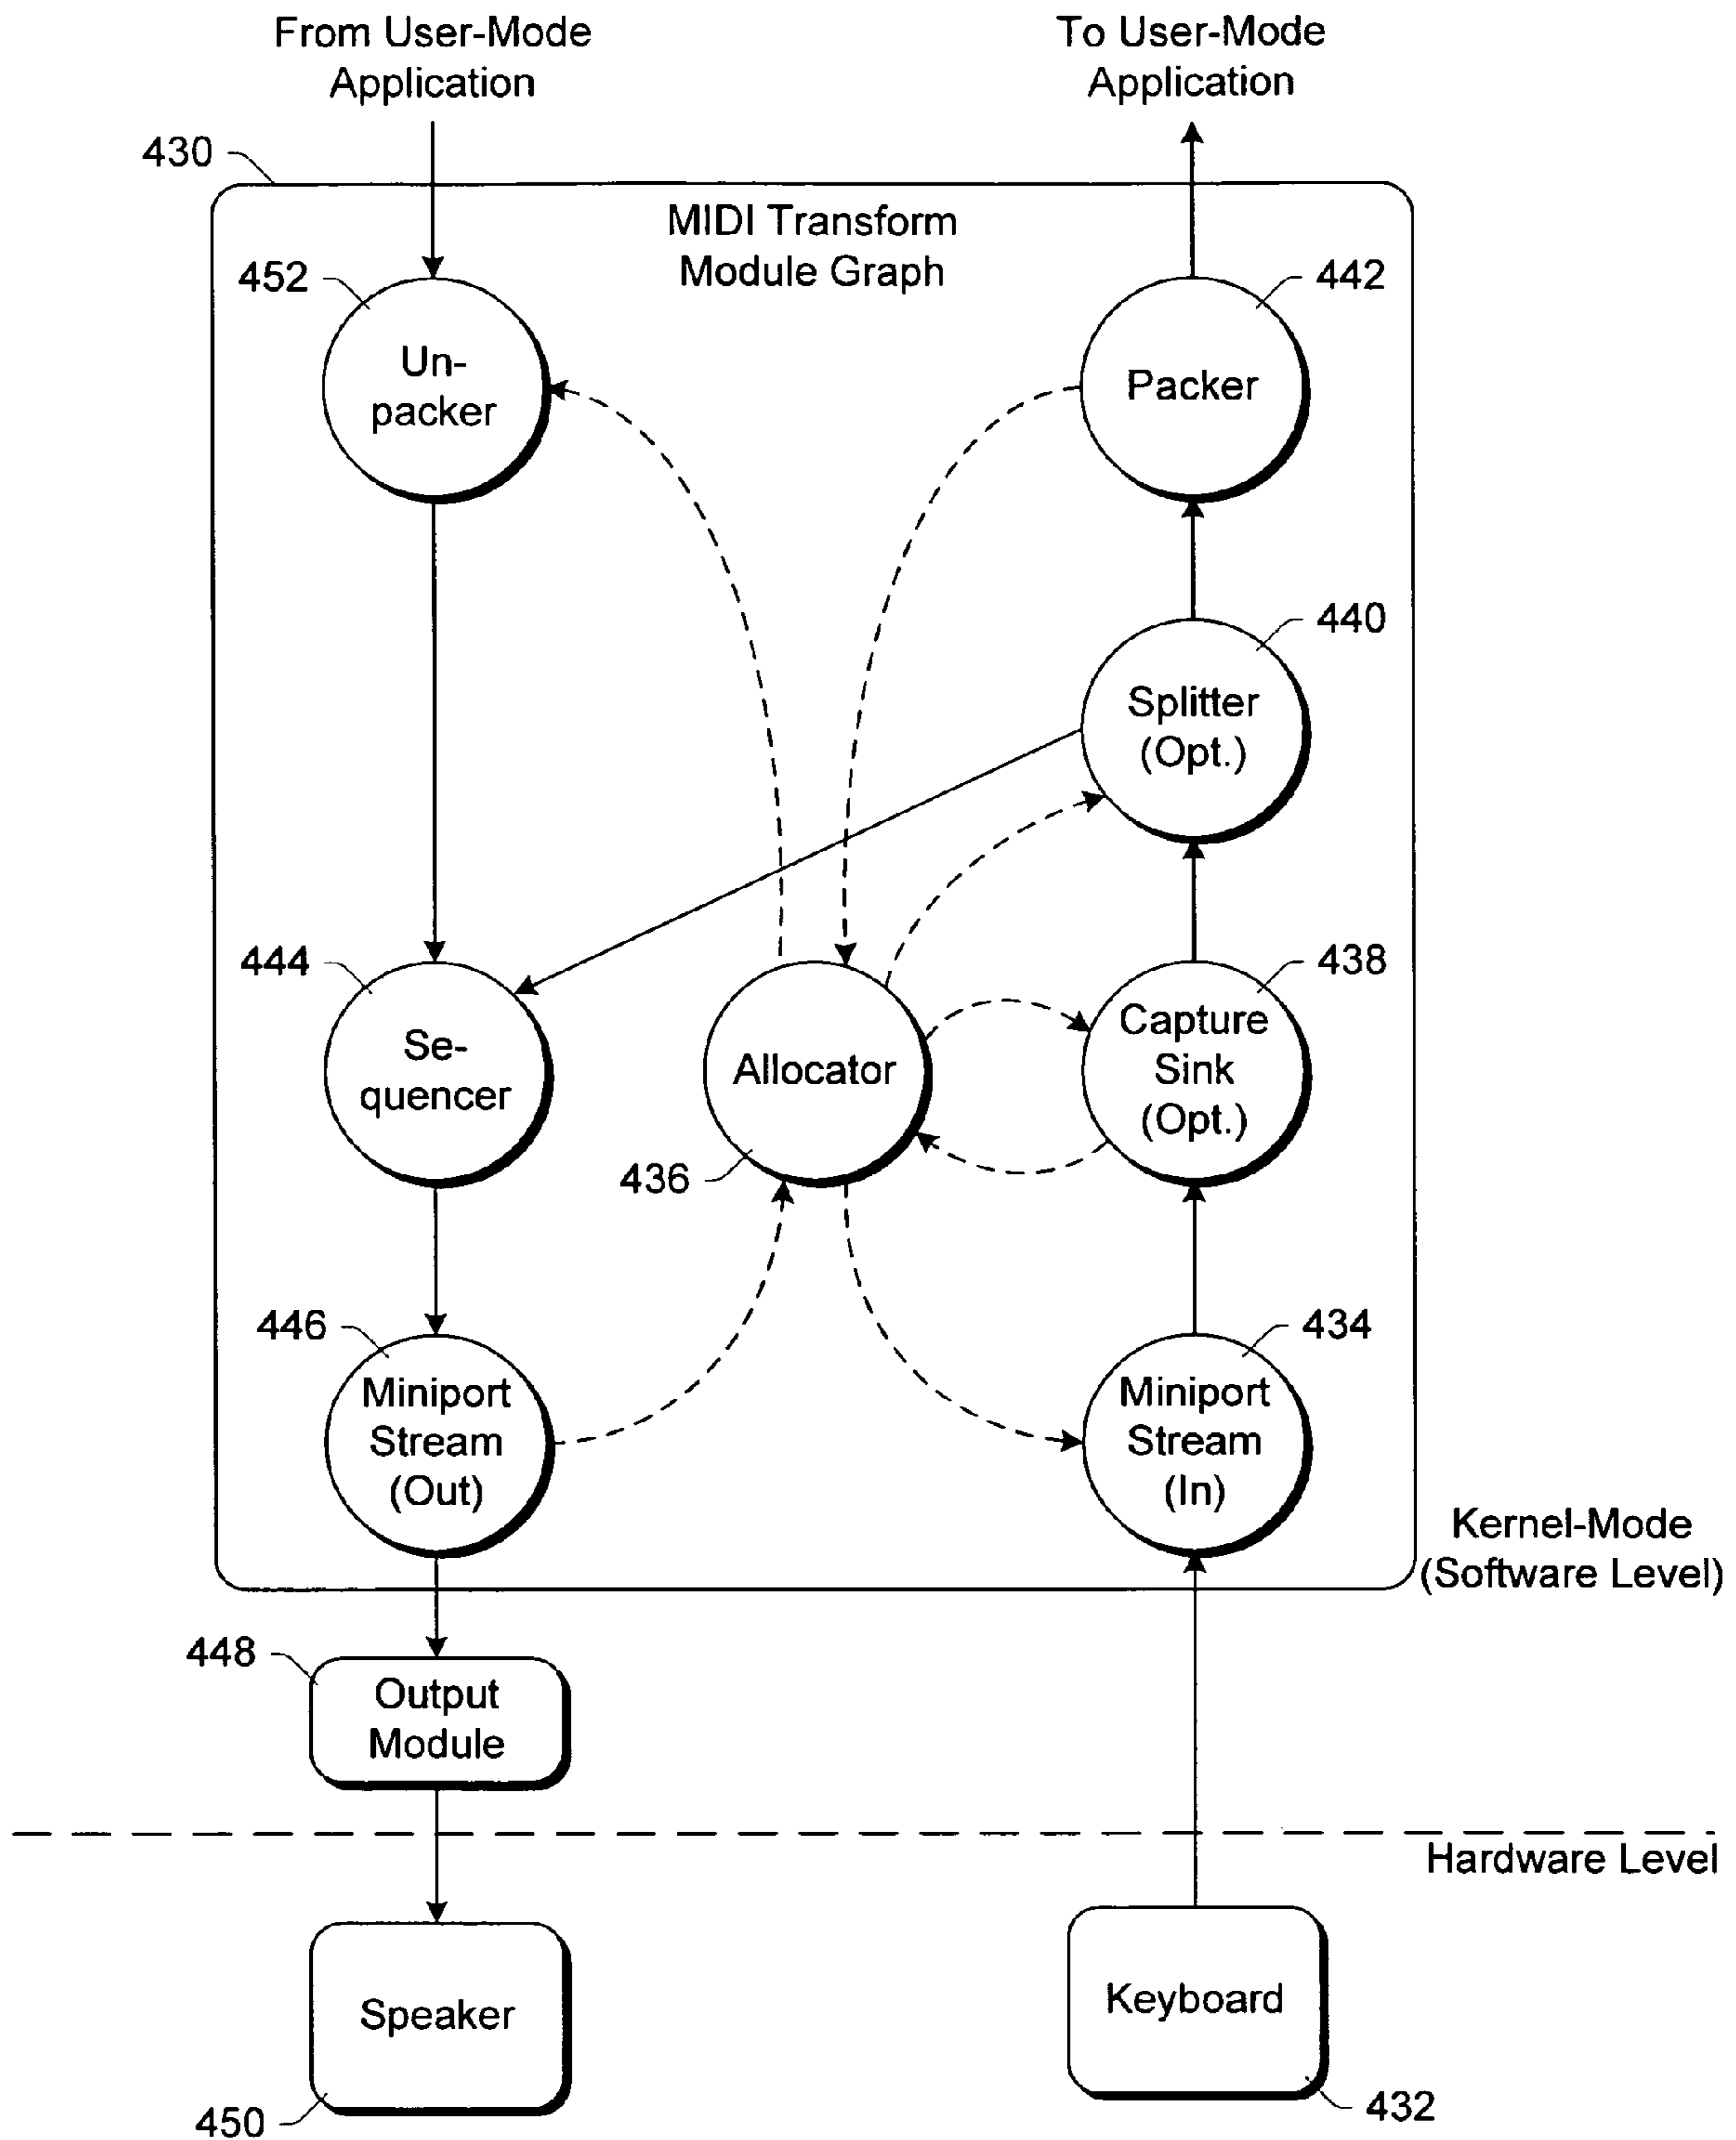 From User-Mode
Application
To User-Mode
Application
430
MIDI Transform
Module Graph
452
Un-
packer
442
Packer
440
Splitter
(Opt.)
444
Se-
quencer
Allocator
436
438
Capture
Sink
(Opt.)
446
Miniport
Stream
(Out)
434
Miniport
Stream
(In)
Kernel-Mode
(Software Level)
448
Output
Module
Hardware Level
Speaker
450
Keyboard
432